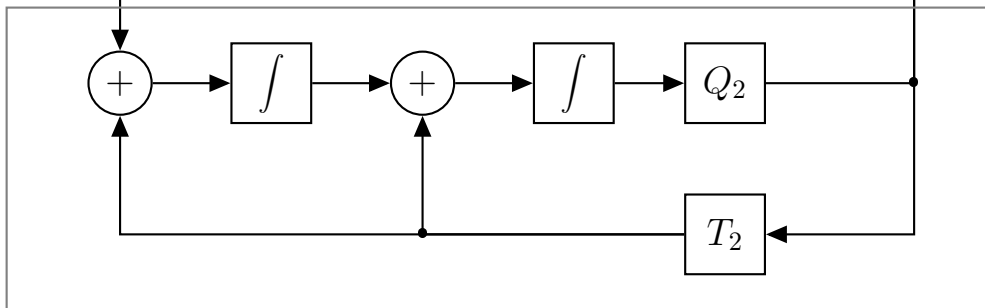 + ∫ + ∫ Q₂
T₂